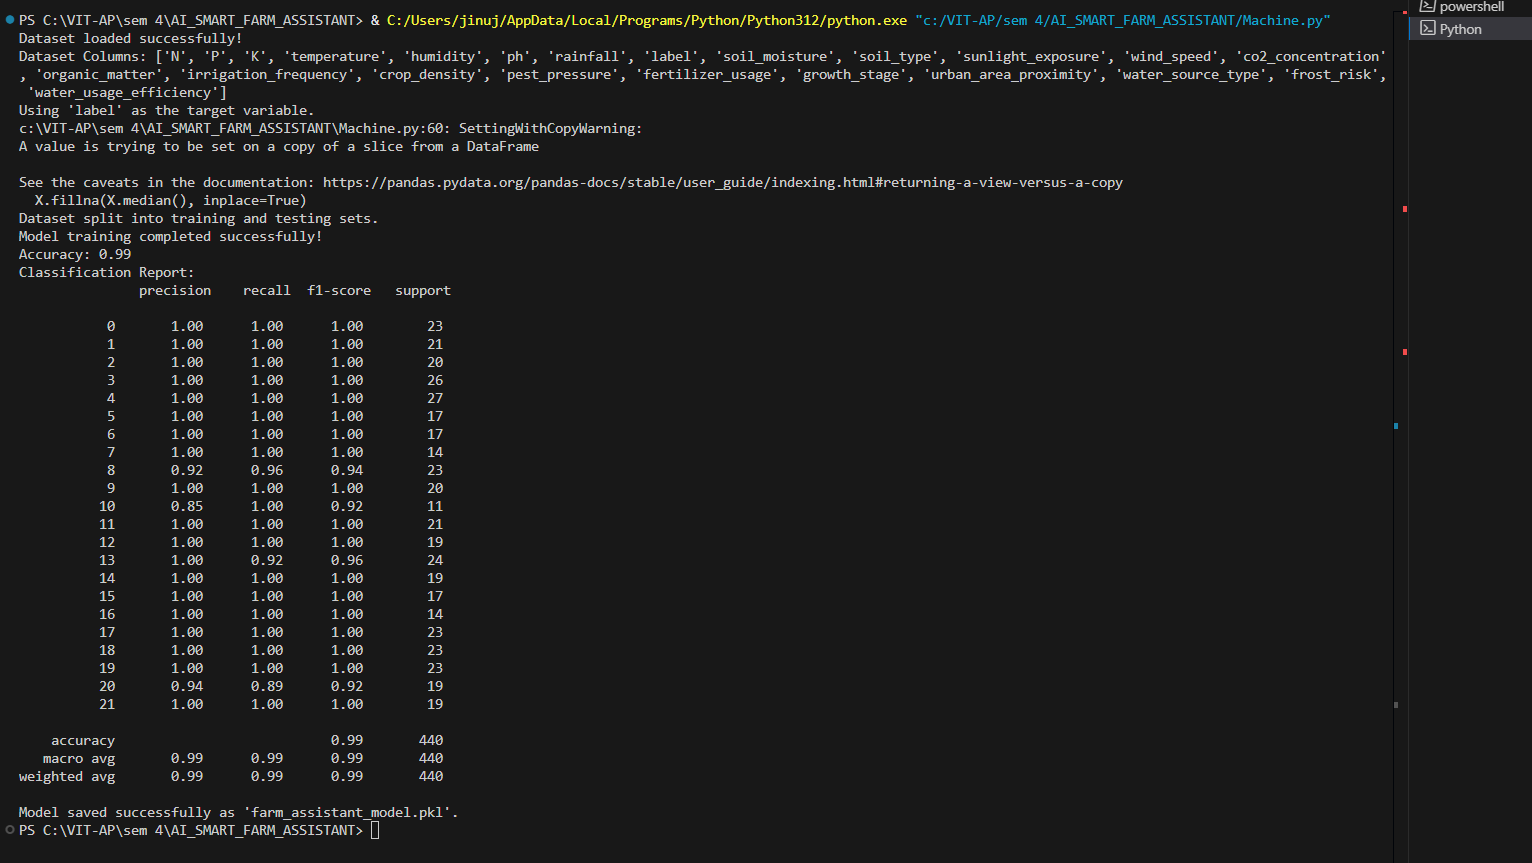 PS C:\VIT-AP\sem 4\AI_SMART_FARM_ASSISTANT> & C:/Users/jinuj/AppData/Local/Programs/Python/Python312/python.exe "c:/VIT-AP/sem 4/AI_SMART_FARM_ASSISTANT/Machine.py"
Dataset loaded successfully!
Dataset Columns: ['N', 'P', 'K', 'temperature', 'humidity', 'ph', 'rainfall', 'label', 'soil_moisture', 'soil_type', 'sunlight_exposure', 'wind_speed', 'co2_concentration'
, 'organic_matter', 'irrigation_frequency', 'crop_density', 'pest_pressure', 'fertilizer_usage', 'growth_stage', 'urban_area_proximity', 'water_source_type', 'frost_risk',
'water_usage_efficiency']
Using 'label' as the target variable.
c:\VIT-AP\sem 4\AI_SMART_FARM_ASSISTANT\Machine.py:60: SettingWithCopyWarning:
A value is trying to be set on a copy of a slice from a DataFrame
See the caveats in the documentation: https://pandas.pydata.org/pandas-docs/stable/user_guide/indexing.html#returning-a-view-versus-a-copy
X.fillna(X.median(), inplace=True)
Dataset split into training and testing sets.
Model training completed successfully!
Accuracy: 0.99
Classification Report:
precision recall f1-score support
0 1.00 1.00 1.00 23
1 1.00 1.00 1.00 21
2 1.00 1.00 1.00 20
3 1.00 1.00 1.00 26
4 1.00 1.00 1.00 27
5 1.00 1.00 1.00 17
6 1.00 1.00 1.00 17
7 1.00 1.00 1.00 14
8 0.92 0.96 0.94 23
9 1.00 1.00 1.00 20
10 0.85 1.00 0.92 11
11 1.00 1.00 1.00 21
12 1.00 1.00 1.00 19
13 1.00 0.92 0.96 24
14 1.00 1.00 1.00 19
15 1.00 1.00 1.00 17
16 1.00 1.00 1.00 14
17 1.00 1.00 1.00 23
18 1.00 1.00 1.00 23
19 1.00 1.00 1.00 23
20 0.94 0.89 0.92 19
21 1.00 1.00 1.00 19
accuracy 0.99 440
macro avg 0.99 0.99 0.99 440
weighted avg 0.99 0.99 0.99 440
Model saved successfully as 'farm_assistant_model.pkl'.
PS C:\VIT-AP\sem 4\AI_SMART_FARM_ASSISTANT>
powershell
Python